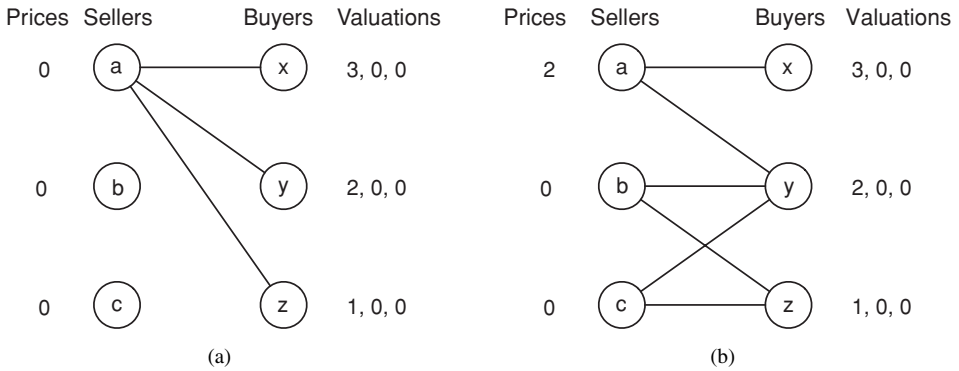 Prices Sellers Buyers Valuations Prices Sellers Buyers Valuations
0 a x 3, 0, 0 2 a x 3, 0, 0
0 b y 2, 0, 0 0 b y 2, 0, 0
0 c z 1, 0, 0 0 c z 1, 0, 0
(a) (b)